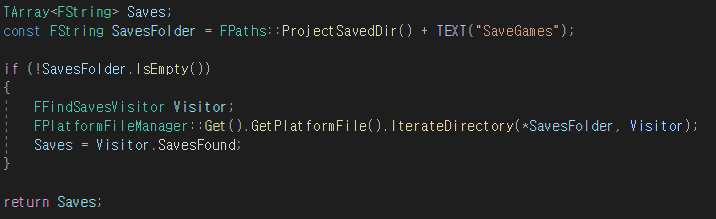 TArray<FString> Saves;
const FString SavesFolder = FPaths::ProjectSavedDir() + TEXT("SaveGames");
if (!SavesFolder.IsEmpty())
{
FFindSavesVisitor Visitor;
FPlatformFileManager::Get().GetPlatformFile().IterateDirectory(*SavesFolder, Visitor);
Saves = Visitor.SavesFound;
}
return Saves;